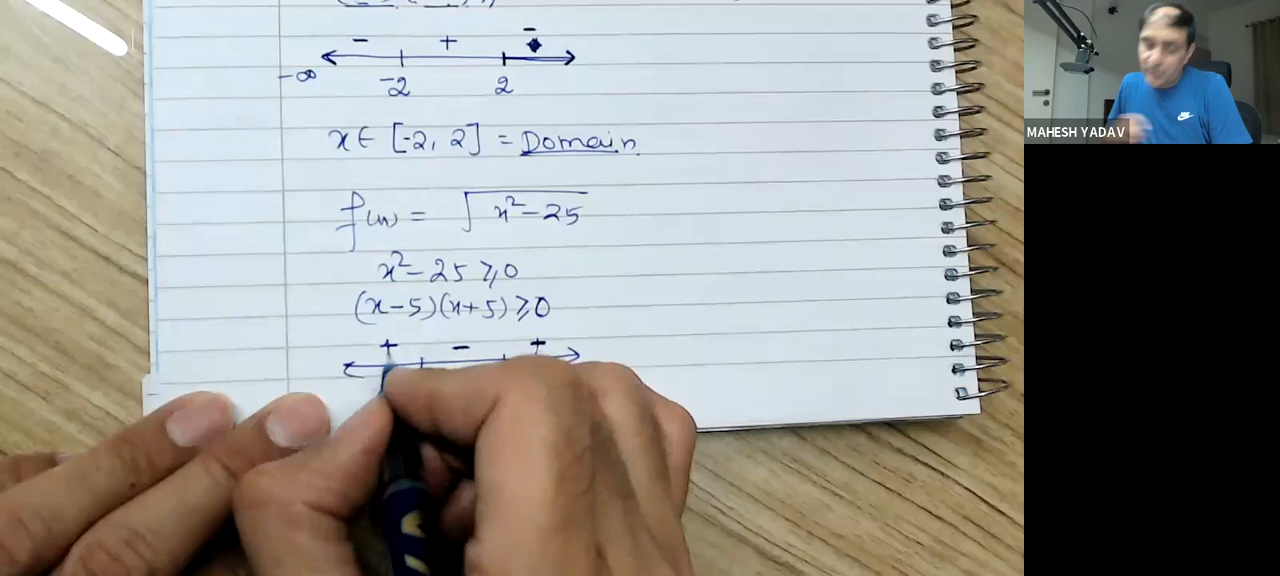 - + -
-∞ -2 2
x ∈ [-2, 2] = Domain
f(x) = √x²-25
x²-25 ≥ 0
(x-5)(x+5) ≥ 0
+ - +
MAHESH YADAV